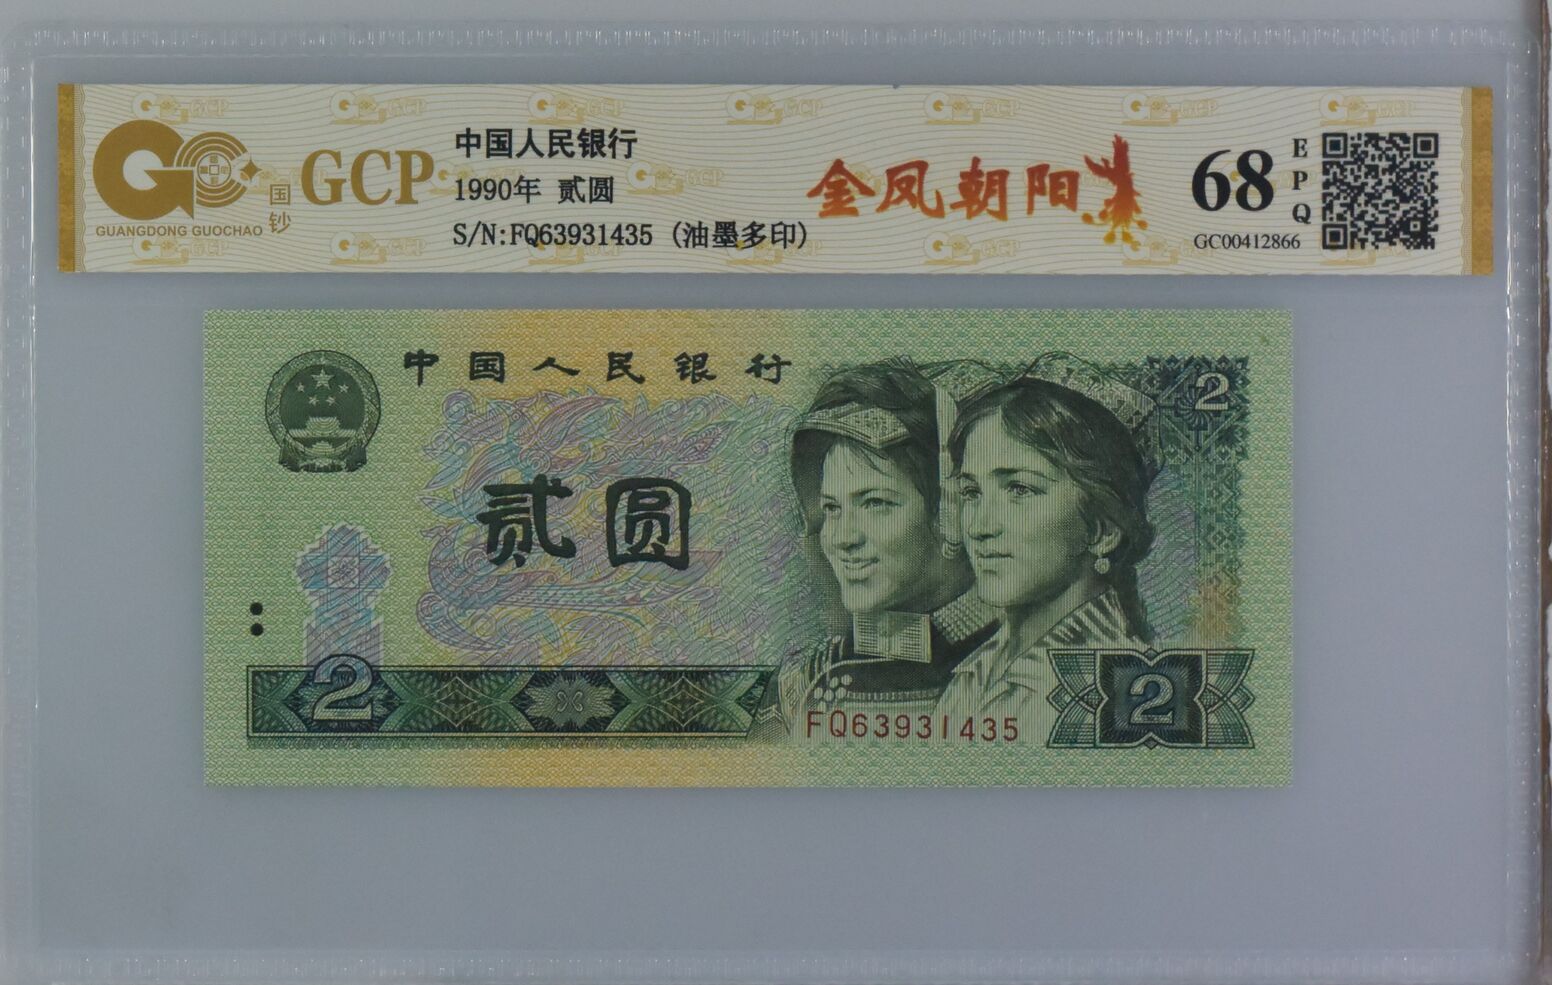 GCP
国钞
GUANGDONG GUOCHAO
中国人民银行
1990年 贰圆
S/N:FQ63931435 (油墨多印)
金凤朝阳
68
EPQ
GC00412866
中国人民银行
2
贰圆
2
2
FQ63931435